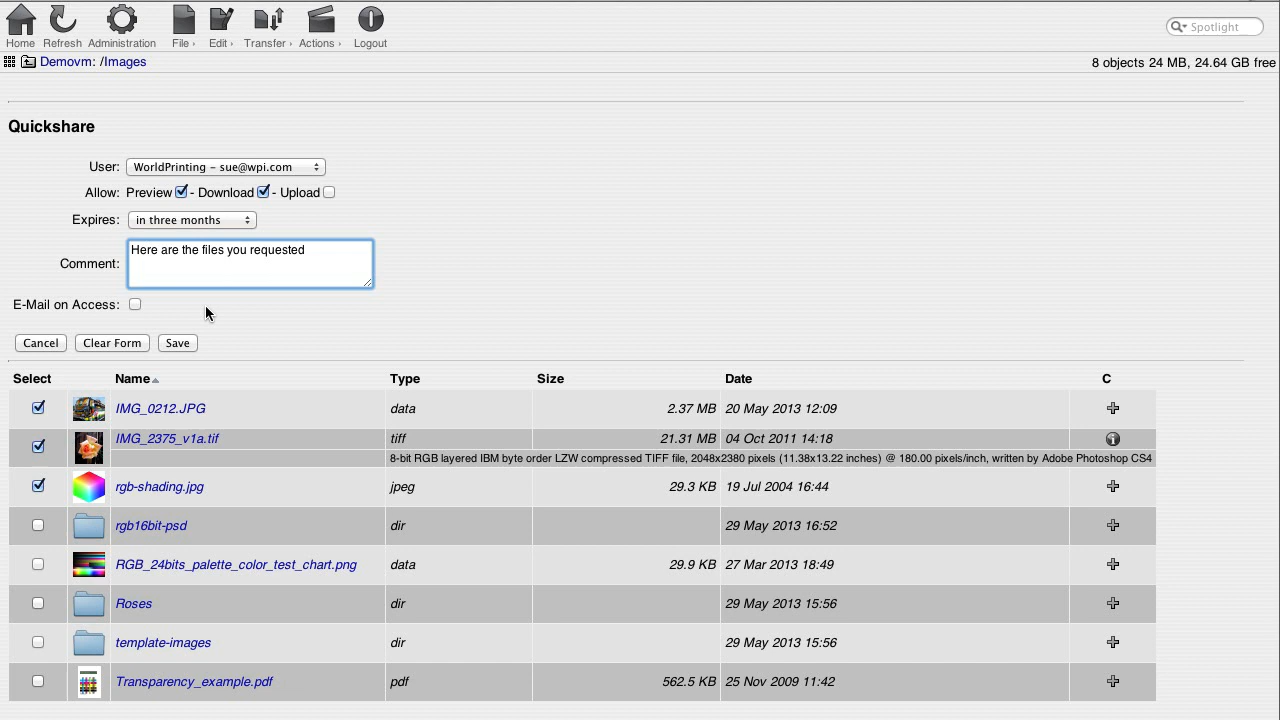 Home Refresh Administration File › Edit › Transfer › Actions › Logout
Spotlight
Demovm: /Images
8 objects 24 MB, 24.64 GB free
Quickshare
User: WorldPrinting – sue@wpi.com
Allow: Preview - Download - Upload
Expires: in three months
Comment: Here are the files you requested
E-Mail on Access:
Cancel Clear Form Save
Select Name Type Size Date C
IMG_0212.JPG data 2.37 MB 20 May 2013 12:09
IMG_2375_v1a.tif tiff 21.31 MB 04 Oct 2011 14:18
8-bit RGB layered IBM byte order LZW compressed TIFF file, 2048x2380 pixels (11.38x13.22 inches) @ 180.00 pixels/inch, written by Adobe Photoshop CS4
rgb-shading.jpg jpeg 29.3 KB 19 Jul 2004 16:44
rgb16bit-psd dir 29 May 2013 16:52
RGB_24bits_palette_color_test_chart.png data 29.9 KB 27 Mar 2013 18:49
Roses dir 29 May 2013 15:56
template-images dir 29 May 2013 15:56
Transparency_example.pdf pdf 562.5 KB 25 Nov 2009 11:42